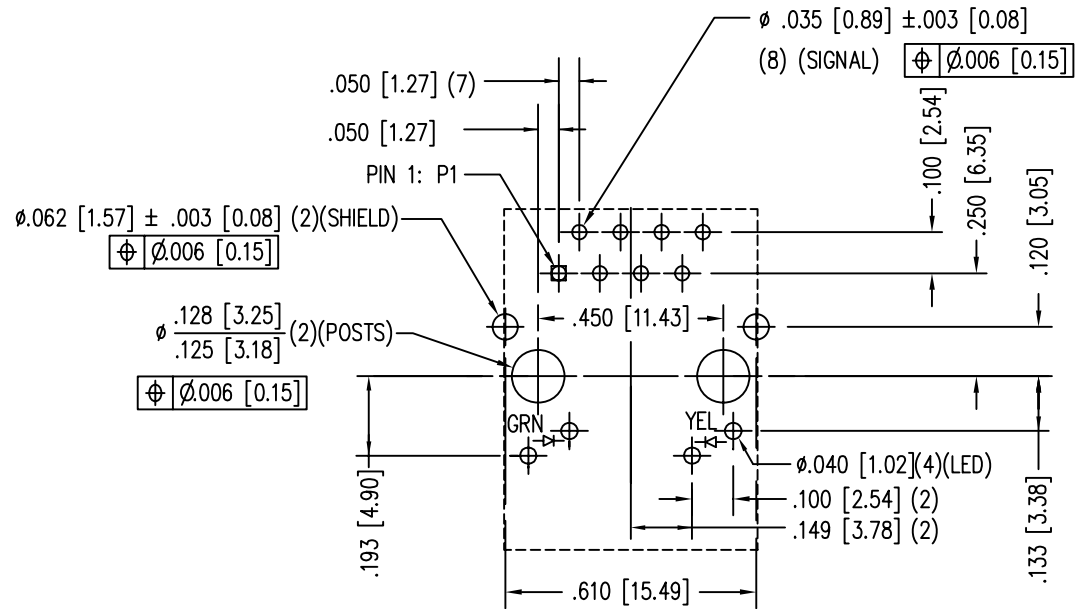 ø .035 [0.89] ±.003 [0.08]
(8) (SIGNAL) ⌖ Ø.006 [0.15]
.050 [1.27] (7)
.050 [1.27]
PIN 1: P1
ø.062 [1.57] ± .003 [0.08] (2)(SHIELD)
⌖ Ø.006 [0.15]
.100 [2.54]
.250 [6.35]
.120 [3.05]
.450 [11.43]
ø .128 [3.25]
.125 [3.18] (2)(POSTS)
⌖ Ø.006 [0.15]
GRN
YEL
ø.040 [1.02](4)(LED)
.100 [2.54] (2)
.149 [3.78] (2)
.193 [4.90]
.133 [3.38]
.610 [15.49]